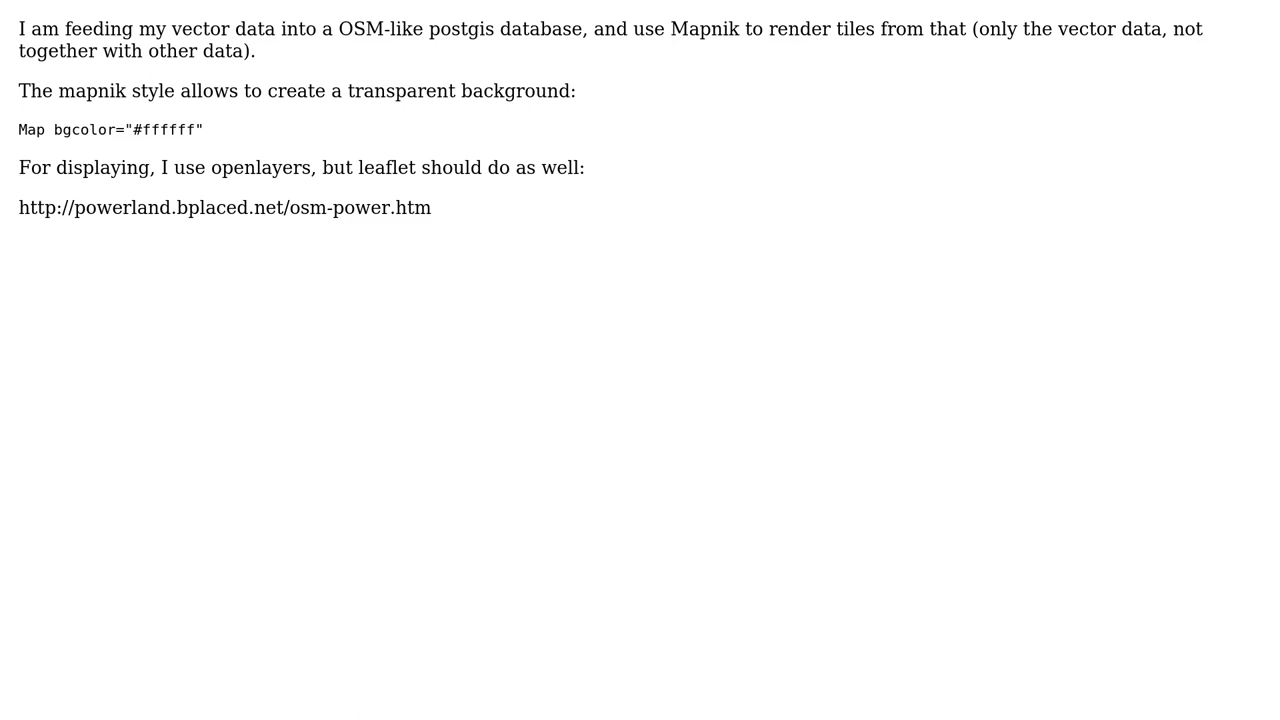 I am feeding my vector data into a OSM-like postgis database, and use Mapnik to render tiles from that (only the vector data, not
together with other data).
The mapnik style allows to create a transparent background:
Map bgcolor="#ffffff"
For displaying, I use openlayers, but leaflet should do as well:
http://powerland.bplaced.net/osm-power.htm